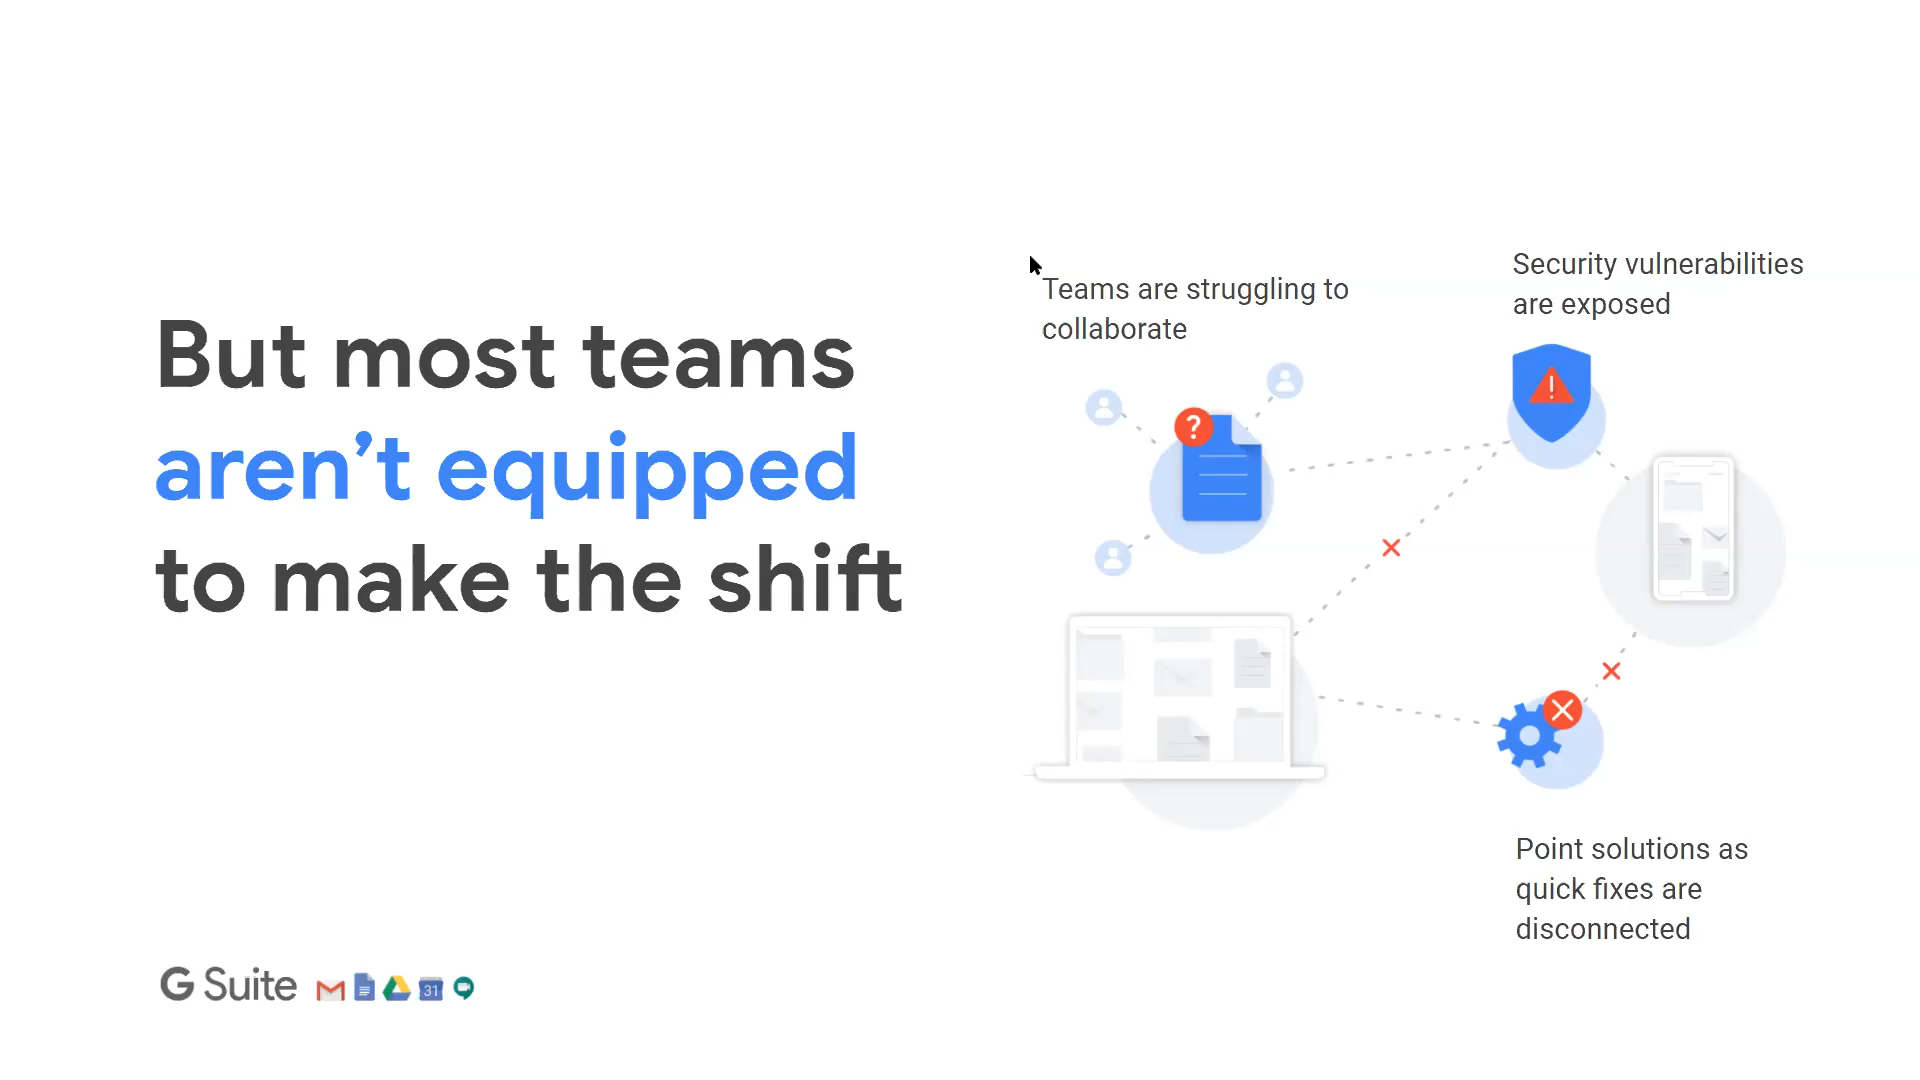 But most teams
aren’t equipped
to make the shift
Teams are struggling to
collaborate
Security vulnerabilities
are exposed
?
!
Point solutions as
quick fixes are
disconnected
G Suite
31